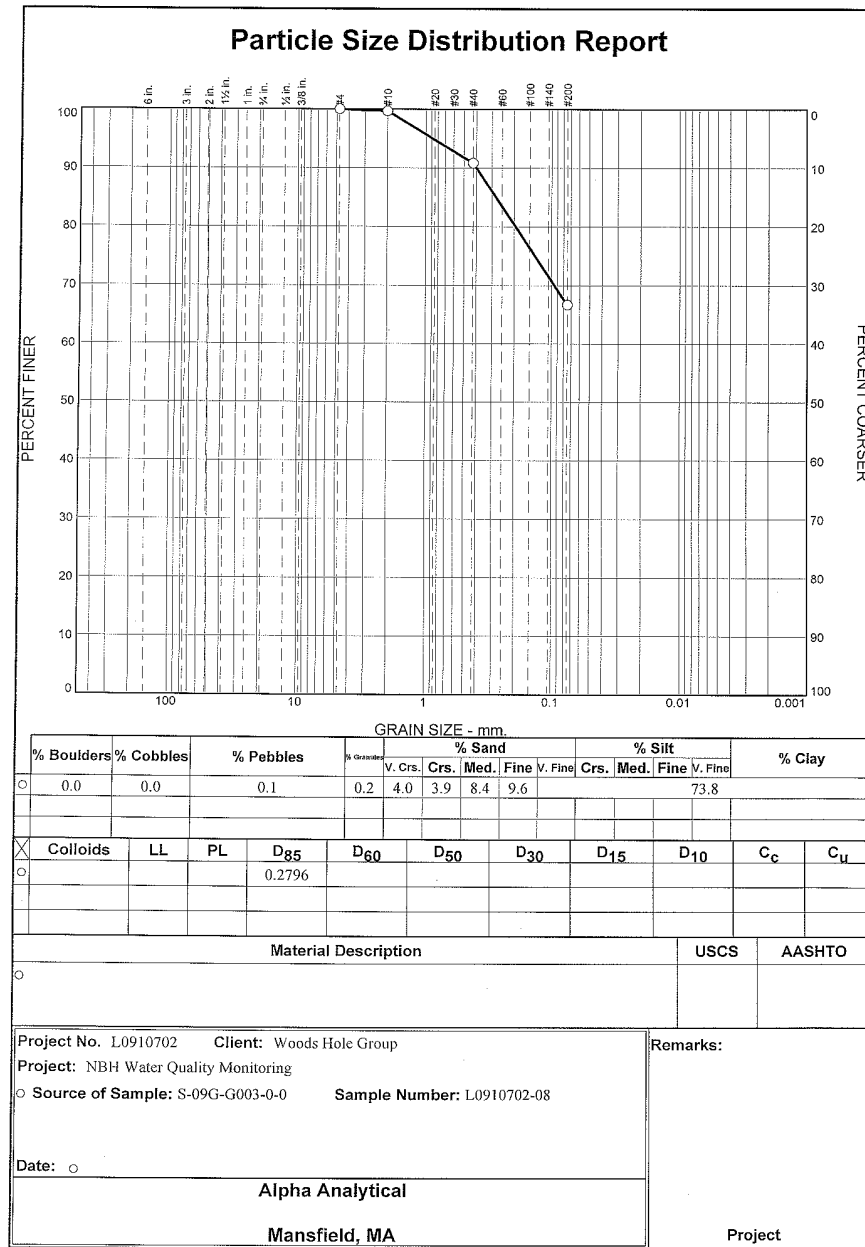 Particle Size Distribution Report
6 in. 3 in. 2 in. 1½ in. 1 in. ¾ in. ½ in. 3/8 in. #4 #10 #20 #30 #40 #60 #100 #140 #200
100 0
90 10
80 20
70 30
60 40
50 50
40 60
30 70
20 80
10 90
0 100
PERCENT FINER
PERCENT COARSER
100 10 1 0.1 0.01 0.001
GRAIN SIZE - mm.
% Boulders % Cobbles % Pebbles % Granules % Sand % Silt % Clay
V. Crs. Crs. Med. Fine V. Fine Crs. Med. Fine V. Fine
0.0 0.0 0.1 0.2 4.0 3.9 8.4 9.6 73.8
Colloids LL PL D85 D60 D50 D30 D15 D10 Cc Cu
0.2796
Material Description USCS AASHTO
Project No. L0910702 Client: Woods Hole Group
Remarks:
Project: NBH Water Quality Monitoring
Source of Sample: S-09G-G003-0-0 Sample Number: L0910702-08
Date:
Alpha Analytical
Mansfield, MA
Project